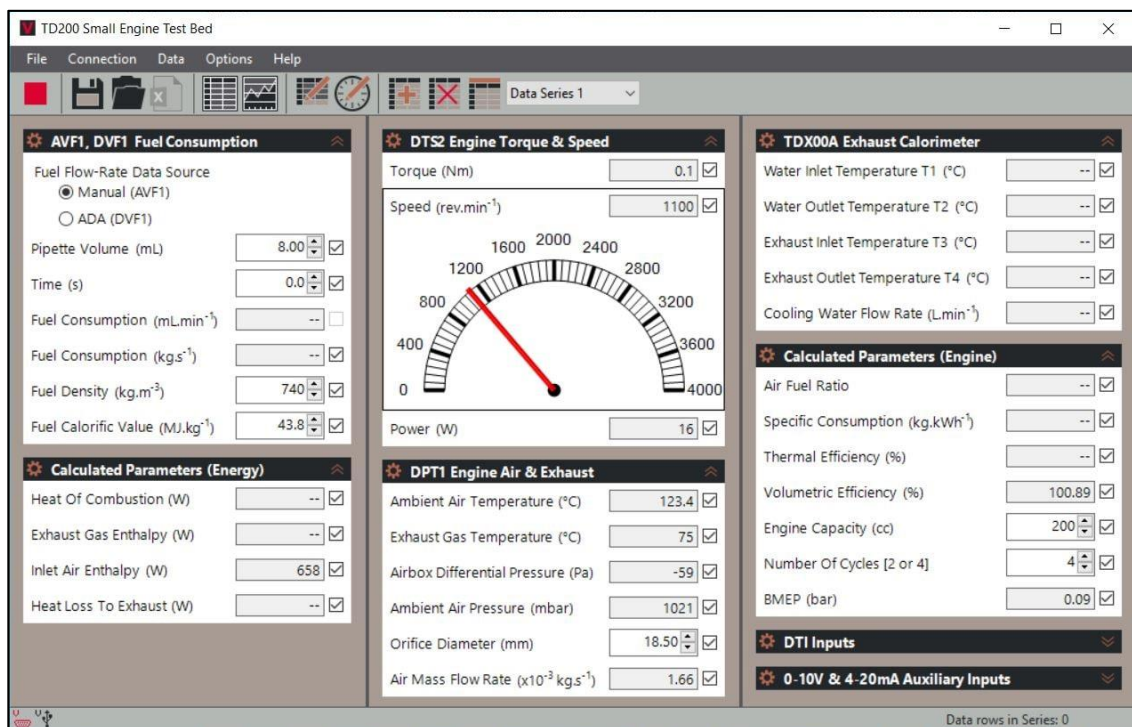 TD200 Small Engine Test Bed
File Connection Data Options Help
Data Series 1
AVF1, DVF1 Fuel Consumption
Fuel Flow-Rate Data Source
Manual (AVF1)
ADA (DVF1)
Pipette Volume (mL) 8.00
Time (s) 0.0
Fuel Consumption (mL.min⁻¹) --
Fuel Consumption (kg.s⁻¹) --
Fuel Density (kg.m⁻³) 740
Fuel Calorific Value (MJ.kg⁻¹) 43.8
Calculated Parameters (Energy)
Heat Of Combustion (W) --
Exhaust Gas Enthalpy (W) --
Inlet Air Enthalpy (W) 658
Heat Loss To Exhaust (W) --
DTS2 Engine Torque & Speed
Torque (Nm) 0.1
Speed (rev.min⁻¹) 1100
0 400 800 1200 1600 2000 2400 2800 3200 3600 4000
Power (W) 16
DPT1 Engine Air & Exhaust
Ambient Air Temperature (°C) 123.4
Exhaust Gas Temperature (°C) 75
Airbox Differential Pressure (Pa) -59
Ambient Air Pressure (mbar) 1021
Orifice Diameter (mm) 18.50
Air Mass Flow Rate (x10⁻³ kg.s⁻¹) 1.66
TDX00A Exhaust Calorimeter
Water Inlet Temperature T1 (°C) --
Water Outlet Temperature T2 (°C) --
Exhaust Inlet Temperature T3 (°C) --
Exhaust Outlet Temperature T4 (°C) --
Cooling Water Flow Rate (L.min⁻¹) --
Calculated Parameters (Engine)
Air Fuel Ratio --
Specific Consumption (kg.kWh⁻¹) --
Thermal Efficiency (%) --
Volumetric Efficiency (%) 100.89
Engine Capacity (cc) 200
Number Of Cycles [2 or 4] 4
BMEP (bar) 0.09
DTI Inputs
0-10V & 4-20mA Auxiliary Inputs
Data rows in Series: 0